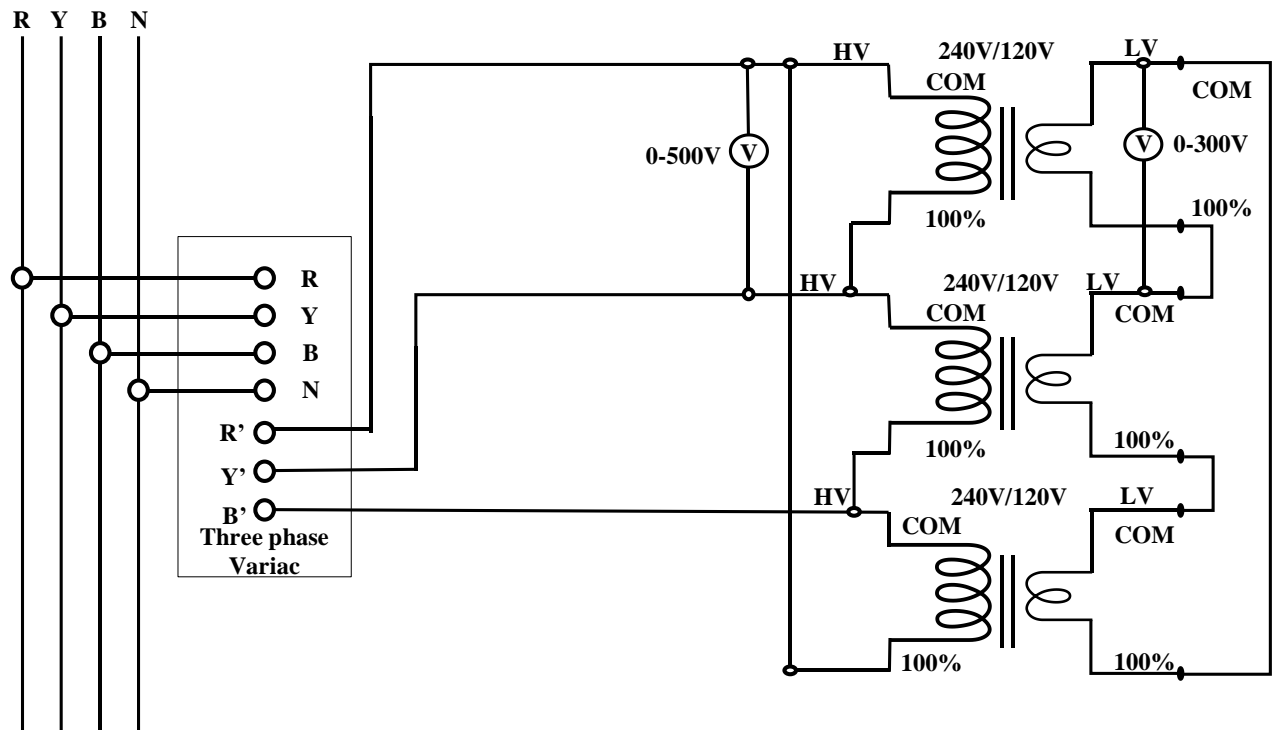 R Y B N
HV
240V/120V
LV
COM
COM
0-500V
V
V
0-300V
100%
100%
R
HV
240V/120V
LV
Y
COM
COM
B
N
R'
100%
100%
Y'
HV
240V/120V
LV
B'
COM
COM
Three phase
Variac
100%
100%